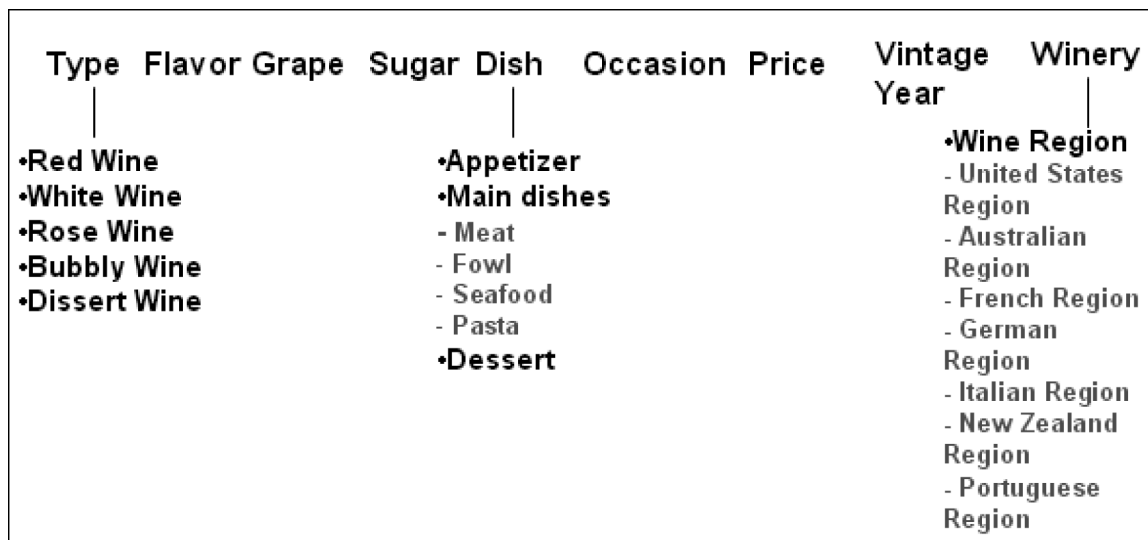 Type Flavor Grape Sugar Dish Occasion Price Vintage Year Winery
•Red Wine
•White Wine
•Rose Wine
•Bubbly Wine
•Dissert Wine
•Appetizer
•Main dishes
- Meat
- Fowl
- Seafood
- Pasta
•Dessert
•Wine Region
- United States
Region
- Australian
Region
- French Region
- German
Region
- Italian Region
- New Zealand
Region
- Portuguese
Region